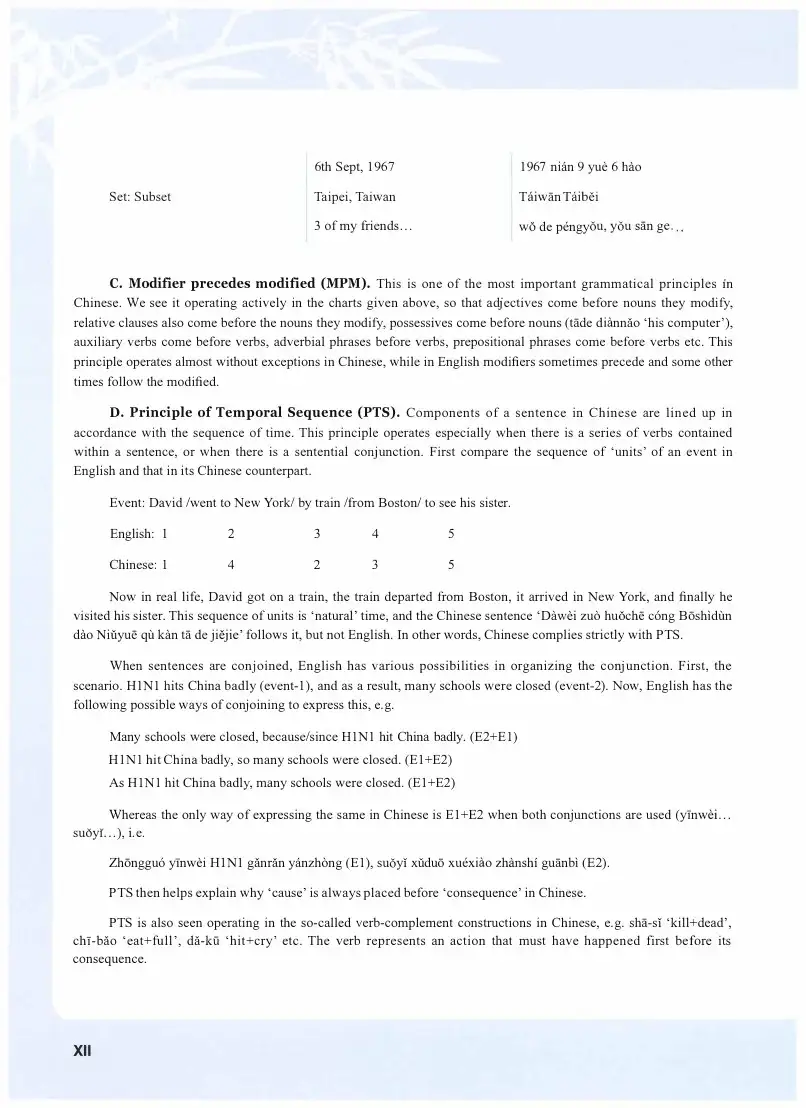 6th Sept, 1967 1967 nián 9 yuè 6 hào
Set: Subset Taipei, Taiwan Táiwān Táiběi
3 of my friends… wǒ de péngyǒu, yǒu sān ge…
C. Modifier precedes modified (MPM). This is one of the most important grammatical principles in
Chinese. We see it operating actively in the charts given above, so that adjectives come before nouns they modify,
relative clauses also come before the nouns they modify, possessives come before nouns (tāde diànnǎo ‘his computer’),
auxiliary verbs come before verbs, adverbial phrases before verbs, prepositional phrases come before verbs etc. This
principle operates almost without exceptions in Chinese, while in English modifiers sometimes precede and some other
times follow the modified.
D. Principle of Temporal Sequence (PTS). Components of a sentence in Chinese are lined up in
accordance with the sequence of time. This principle operates especially when there is a series of verbs contained
within a sentence, or when there is a sentential conjunction. First compare the sequence of ‘units’ of an event in
English and that in its Chinese counterpart.
Event: David /went to New York/ by train /from Boston/ to see his sister.
English: 1 2 3 4 5
Chinese: 1 4 2 3 5
Now in real life, David got on a train, the train departed from Boston, it arrived in New York, and finally he
visited his sister. This sequence of units is ‘natural’ time, and the Chinese sentence ‘Dàwèi zuò huǒchē cóng Bōshìdùn
dào Niǔyuē qù kàn tā de jiějie’ follows it, but not English. In other words, Chinese complies strictly with PTS.
When sentences are conjoined, English has various possibilities in organizing the conjunction. First, the
scenario. H1N1 hits China badly (event-1), and as a result, many schools were closed (event-2). Now, English has the
following possible ways of conjoining to express this, e.g.
Many schools were closed, because/since H1N1 hit China badly. (E2+E1)
H1N1 hit China badly, so many schools were closed. (E1+E2)
As H1N1 hit China badly, many schools were closed. (E1+E2)
Whereas the only way of expressing the same in Chinese is E1+E2 when both conjunctions are used (yīnwèi…
suǒyǐ…), i.e.
Zhōngguó yīnwèi H1N1 gǎnrǎn yánzhòng (E1), suǒyǐ xǔduō xuéxiào zhànshí guānbì (E2).
PTS then helps explain why ‘cause’ is always placed before ‘consequence’ in Chinese.
PTS is also seen operating in the so-called verb-complement constructions in Chinese, e.g. shā-sǐ ‘kill+dead’,
chī-bǎo ‘eat+full’, dǎ-kū ‘hit+cry’ etc. The verb represents an action that must have happened first before its
consequence.
XII